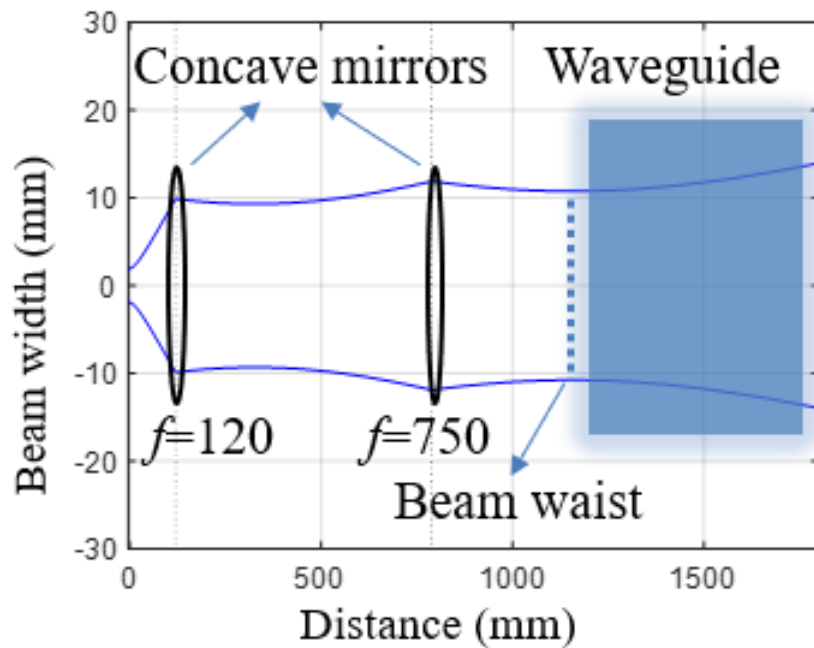 30
Concave mirrors Waveguide
20
10
0
-10
f=120 f=750
-20
Beam waist
-30
0 500 1000 1500
Distance (mm)
Beam width (mm)